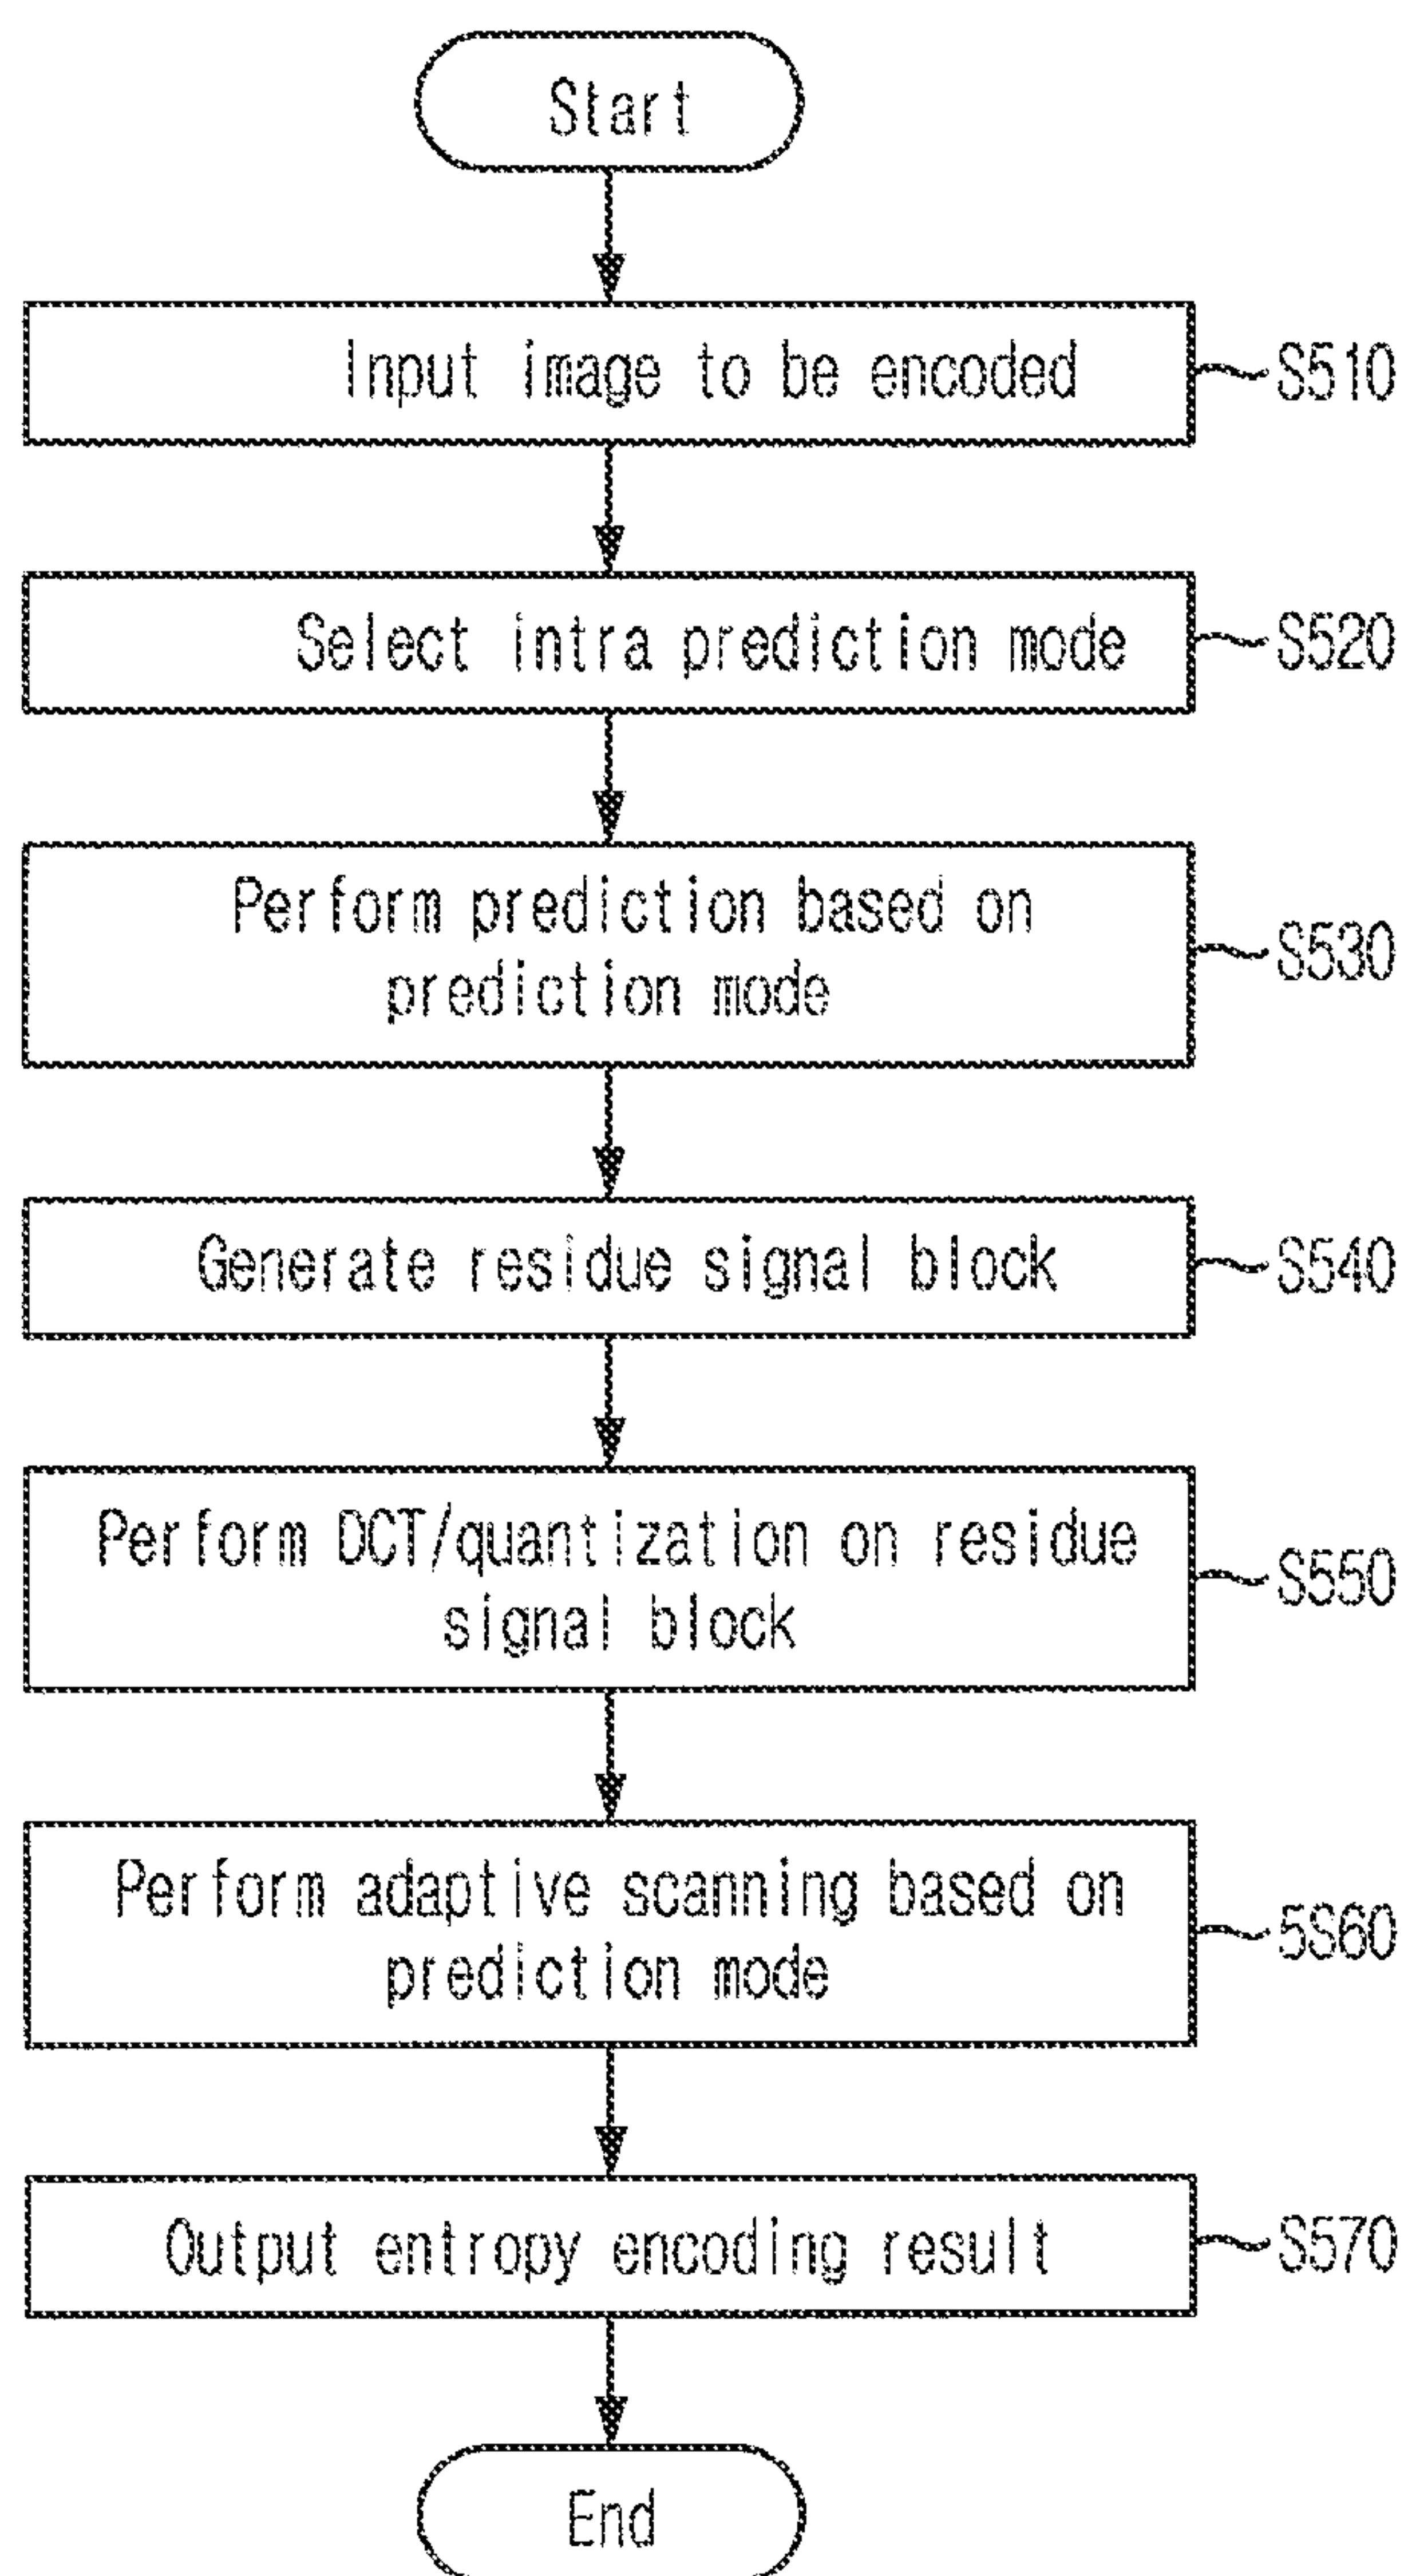 Start
Input image to be encoded
S510
Select intra prediction mode
S520
Perform prediction based on
prediction mode
S530
Generate residue signal block
S540
Perform DCT/quantization on residue
signal block
S550
Perform adaptive scanning based on
prediction mode
5S60
Output entropy encoding result
S570
End